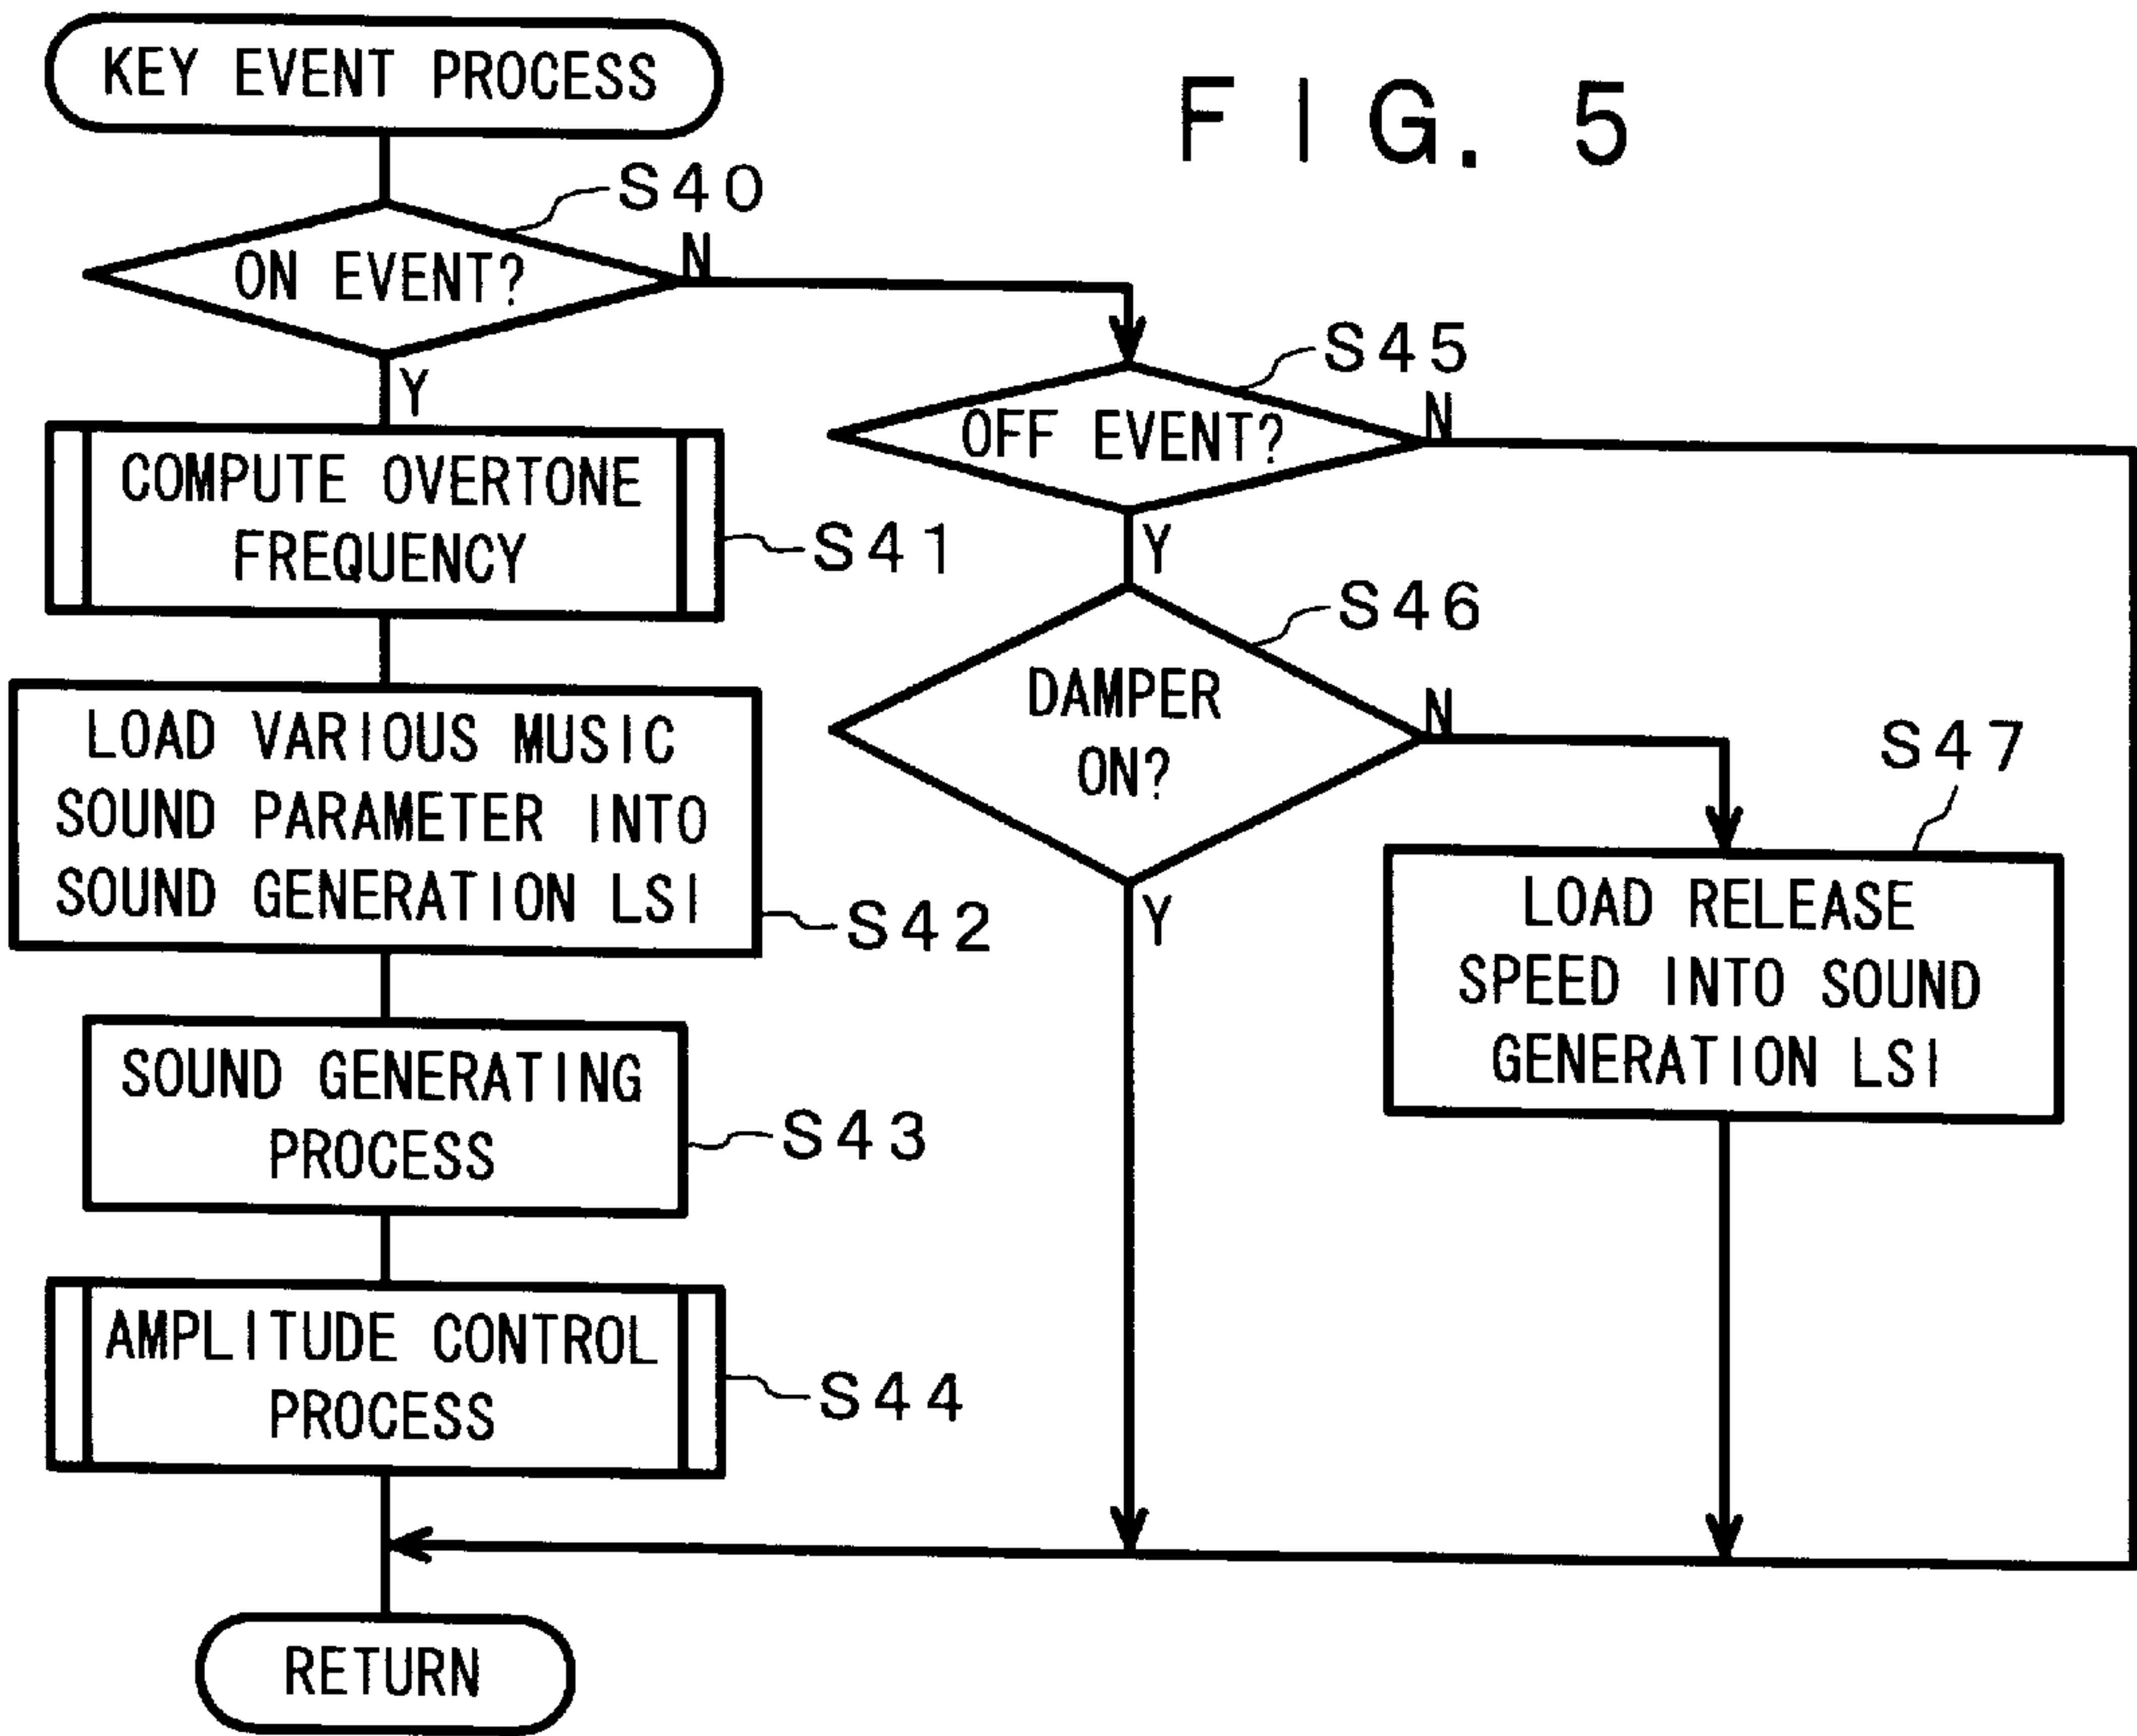 FIG. 5
KEY EVENT PROCESS
S40
ON EVENT?
N
Y
COMPUTE OVERTONE
FREQUENCY
S41
LOAD VARIOUS MUSIC
SOUND PARAMETER INTO
SOUND GENERATION LSI
S42
SOUND GENERATING
PROCESS
S43
AMPLITUDE CONTROL
PROCESS
S44
S45
OFF EVENT?
N
Y
S46
DAMPER
ON?
N
Y
S47
LOAD RELEASE
SPEED INTO SOUND
GENERATION LSI
RETURN